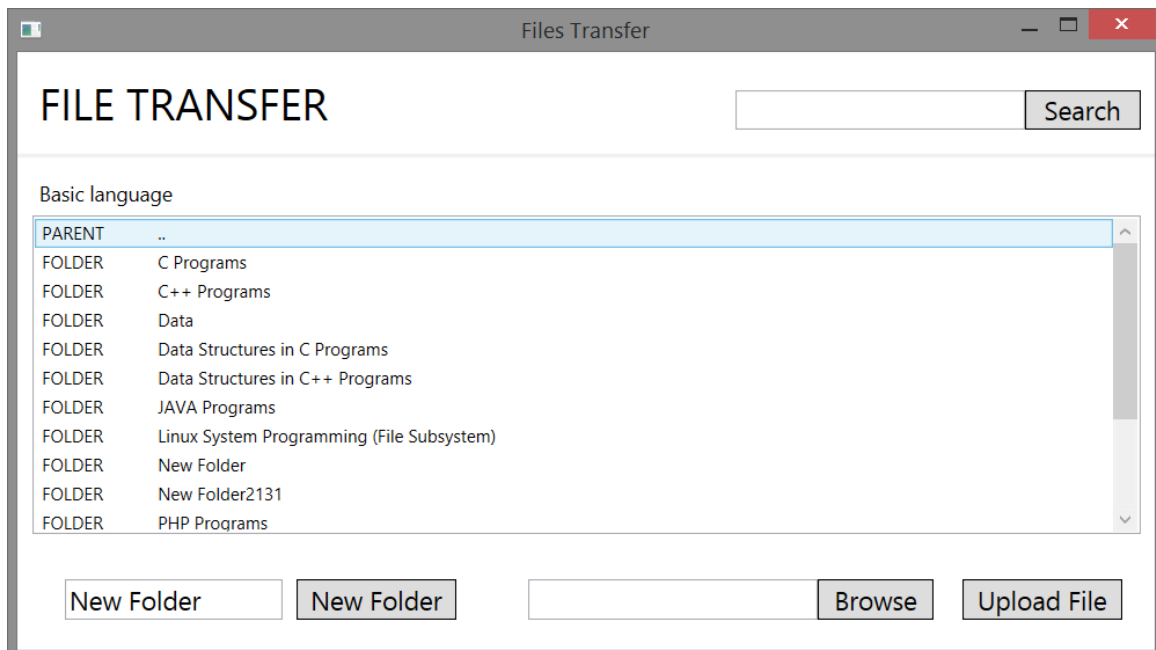 Files Transfer
FILE TRANSFER
Search
Basic language
PARENT ..
FOLDER C Programs
FOLDER C++ Programs
FOLDER Data
FOLDER Data Structures in C Programs
FOLDER Data Structures in C++ Programs
FOLDER JAVA Programs
FOLDER Linux System Programming (File Subsystem)
FOLDER New Folder
FOLDER New Folder2131
FOLDER PHP Programs
New Folder New Folder Browse Upload File